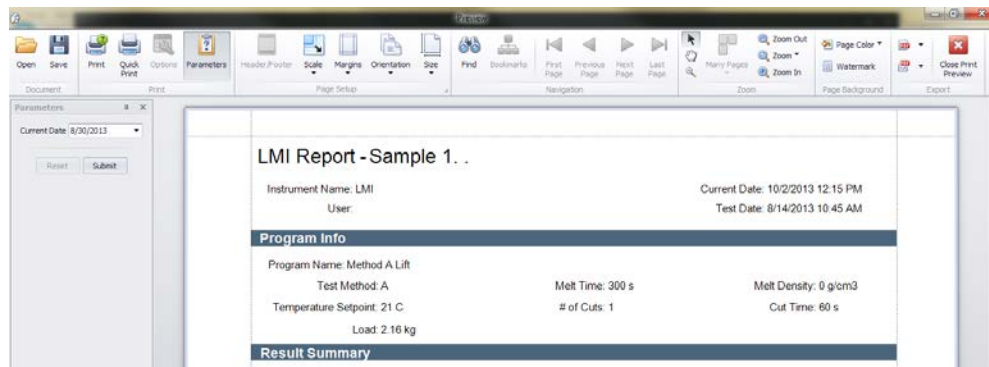 Preview
Open Save Print Quick Print Options Parameters Header/Footer Scale Margins Orientation Size Find Bookmarks First Page Previous Page Next Page Last Page Many Pages Zoom Out Zoom Zoom In Page Color Watermark Close Print Preview
Document Print Page Setup Navigation Zoom Page Background Export
Parameters
Current Date 8/30/2013
Reset Submit
LMI Report - Sample 1. .
Instrument Name: LMI Current Date: 10/2/2013 12:15 PM
User: Test Date: 8/14/2013 10:45 AM
Program Info
Program Name: Method A Lift
Test Method: A Melt Time: 300 s Melt Density: 0 g/cm3
Temperature Setpoint: 21 C # of Cuts: 1 Cut Time: 60 s
Load: 2.16 kg
Result Summary